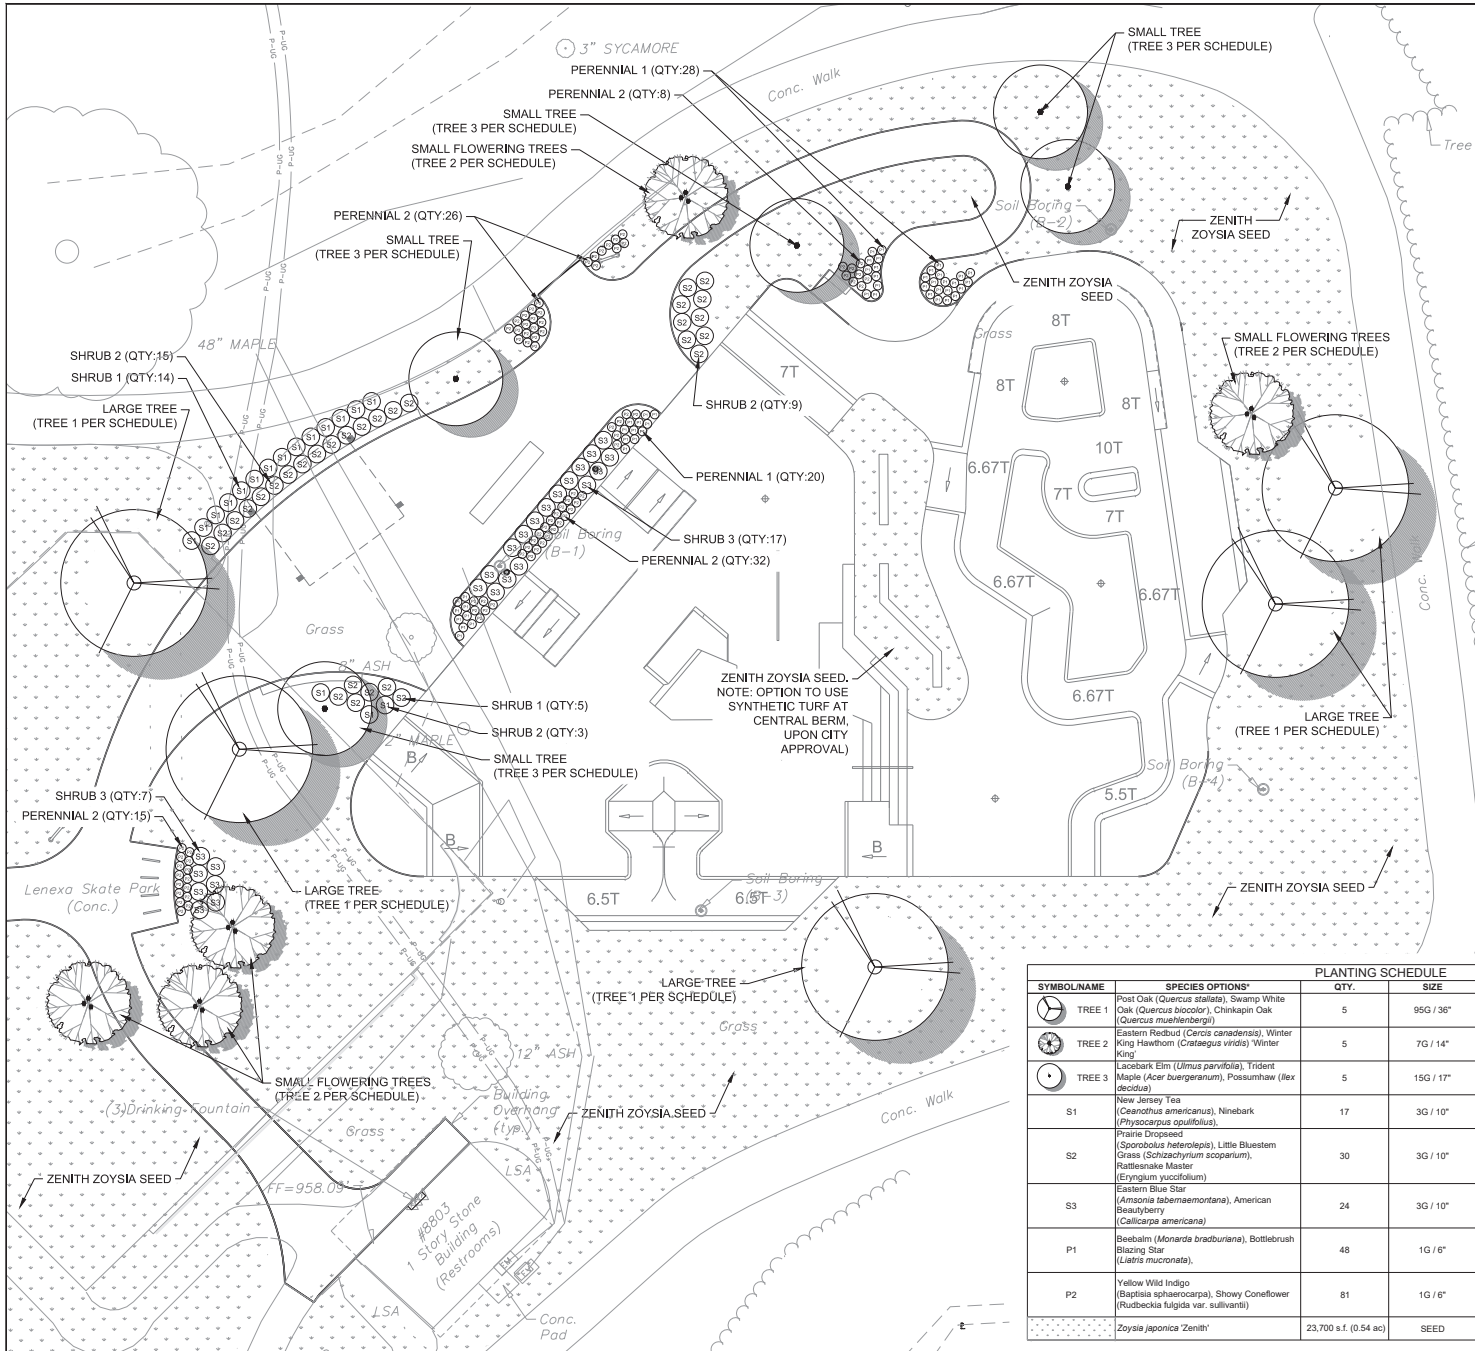 3" SYCAMORE
PERENNIAL 1 (QTY:28)
PERENNIAL 2 (QTY:8)
Conc. Walk
SMALL TREE
(TREE 3 PER SCHEDULE)
SMALL TREE
(TREE 3 PER SCHEDULE)
SMALL FLOWERING TREES
(TREE 2 PER SCHEDULE)
Tree
PERENNIAL 2 (QTY:26)
SMALL TREE
(TREE 3 PER SCHEDULE)
Soil Boring
(B-2)
ZENITH
ZOYSIA SEED
ZENITH ZOYSIA
SEED
Grass
8T
48" MAPLE
SHRUB 2 (QTY:15)
SHRUB 1 (QTY:14)
LARGE TREE
(TREE 1 PER SCHEDULE)
7T
8T
8T
SMALL FLOWERING TREES
(TREE 2 PER SCHEDULE)
SHRUB 2 (QTY:9)
10T
6.67T
7T
7T
PERENNIAL 1 (QTY:20)
SHRUB 3 (QTY:17)
Soil Boring
(B-1)
PERENNIAL 2 (QTY:32)
6.67T
6.67T
Conc. Walk
Grass
8" ASH
ZENITH ZOYSIA SEED.
NOTE: OPTION TO USE
SYNTHETIC TURF AT
CENTRAL BERM,
UPON CITY
APPROVAL)
6.67T
SHRUB 1 (QTY:5)
SHRUB 2 (QTY:3)
2" MAPLE
B
SMALL TREE
(TREE 3 PER SCHEDULE)
LARGE TREE
(TREE 1 PER SCHEDULE)
Soil Boring
(B-4)
5.5T
SHRUB 3 (QTY:7)
PERENNIAL 2 (QTY:15)
B
B
Lenexa Skate Park
(Conc.)
LARGE TREE
(TREE 1 PER SCHEDULE)
6.5T
Soil Boring
(B-3)
6.5T
ZENITH ZOYSIA SEED
LARGE TREE
(TREE 1 PER SCHEDULE)
Grass
12" ASH
SMALL FLOWERING TREES
(TREE 2 PER SCHEDULE)
(3)Drinking Fountain
Grass
Building
Overhang
(typ.)
ZENITH ZOYSIA SEED
Conc. Walk
ZENITH ZOYSIA SEED
FF=958.09'
LSA
#8803
1 Story Stone
Building
(Restrooms)
LSA
Conc.
Pad
PLANTING SCHEDULE
SYMBOL/NAME SPECIES OPTIONS* QTY. SIZE
TREE 1 Post Oak (Quercus stallata), Swamp White
Oak (Quercus biocolor), Chinkapin Oak
(Quercus muehlenbergii) 5 95G / 36"
TREE 2 Eastern Redbud (Cercis canadensis), Winter
King Hawthorn (Crataegus viridis) 'Winter
King' 5 7G / 14"
TREE 3 Lacebark Elm (Ulmus parvifolia), Trident
Maple (Acer buergeranum), Possumhaw (Ilex
decidua) 5 15G / 17"
S1 New Jersey Tea
(Ceanothus americanus), Ninebark
(Physocarpus opulifolius), 17 3G / 10"
S2 Prairie Dropseed
(Sporobolus heterolepis), Little Bluestem
Grass (Schizachyrium scoparium),
Rattlesnake Master
(Eryngium yuccifolium) 30 3G / 10"
S3 Eastern Blue Star
(Amsonia tabernaemontana), American
Beautyberry
(Callicarpa americana) 24 3G / 10"
P1 Beebalm (Monarda bradburiana), Bottlebrush
Blazing Star
(Liatris mucronata), 48 1G / 6"
P2 Yellow Wild Indigo
(Baptisia sphaerocarpa), Showy Coneflower
(Rudbeckia fulgida var. sullivantii) 81 1G / 6"
Zoysia japonica 'Zenith' 23,700 s.f. (0.54 ac) SEED